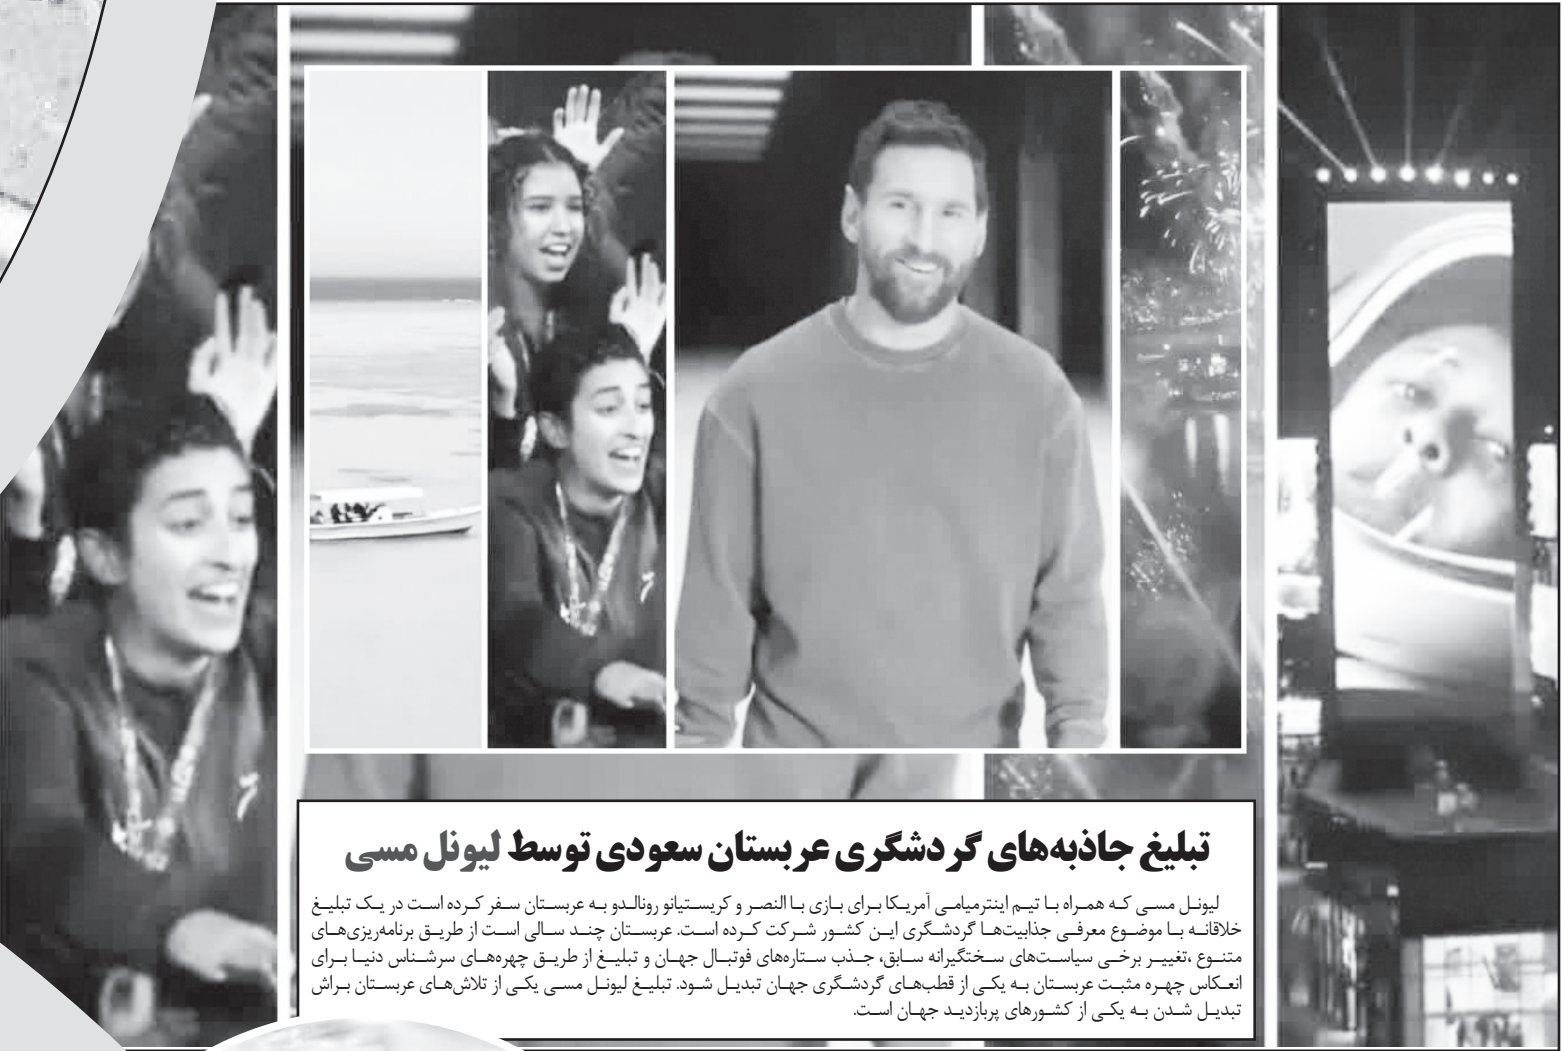 تبلیغ جاذبه‌های گردشگری عربستان سعودی توسط لیونل مسی
لیونل مسی که همراه با تیم اینترمیامی آمریکا برای بازی با النصر و کریستیانو رونالدو به عربستان سفر کرده است در یک تبلیغ
خلاقانه با موضوع معرفی جذابیت‌ها گردشگری این کشور شرکت کرده است. عربستان چند سالی است از طریق برنامه‌ریزی‌های
متنوع ،تغییر برخی سیاست‌های سختگیرانه سابق، جذب ستاره‌های فوتبال جهان و تبلیغ از طریق چهره‌های سرشناس دنیا برای
انعکاس چهره مثبت عربستان به یکی از قطب‌های گردشگری جهان تبدیل شود. تبلیغ لیونل مسی یکی از تلاش‌های عربستان براش
تبدیل شدن به یکی از کشورهای پربازدید جهان است.